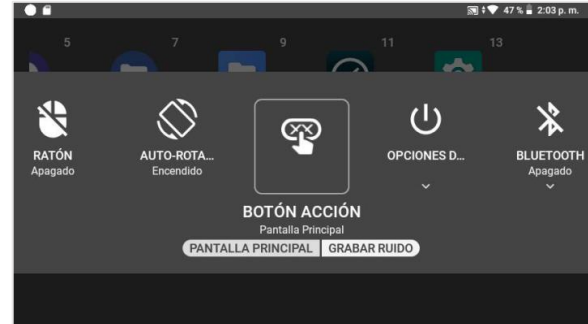 47 % 2:03 p. m.
5 7 9 11 13
RATÓN
Apagado
AUTO-ROTA...
Encendido
BOTÓN ACCIÓN
Pantalla Principal
PANTALLA PRINCIPAL GRABAR RUIDO
OPCIONES D...
BLUETOOTH
Apagado